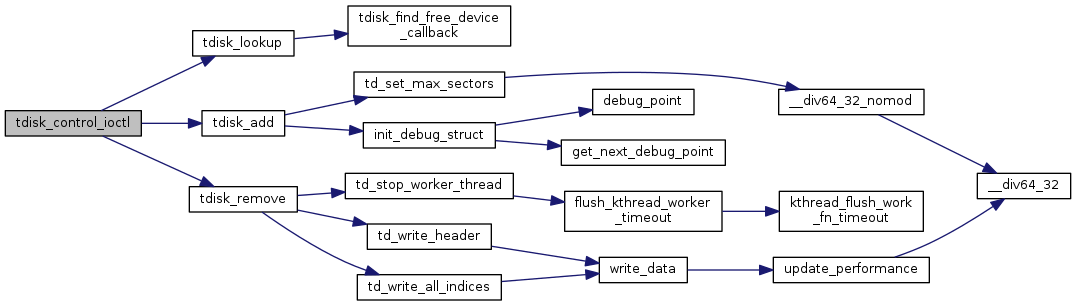 tdisk_control_ioctl
tdisk_lookup
tdisk_find_free_device
_callback
tdisk_add
td_set_max_sectors
__div64_32_nomod
__div64_32
init_debug_struct
debug_point
get_next_debug_point
tdisk_remove
td_stop_worker_thread
flush_kthread_worker
_timeout
kthread_flush_work
_fn_timeout
td_write_header
td_write_all_indices
write_data
update_performance